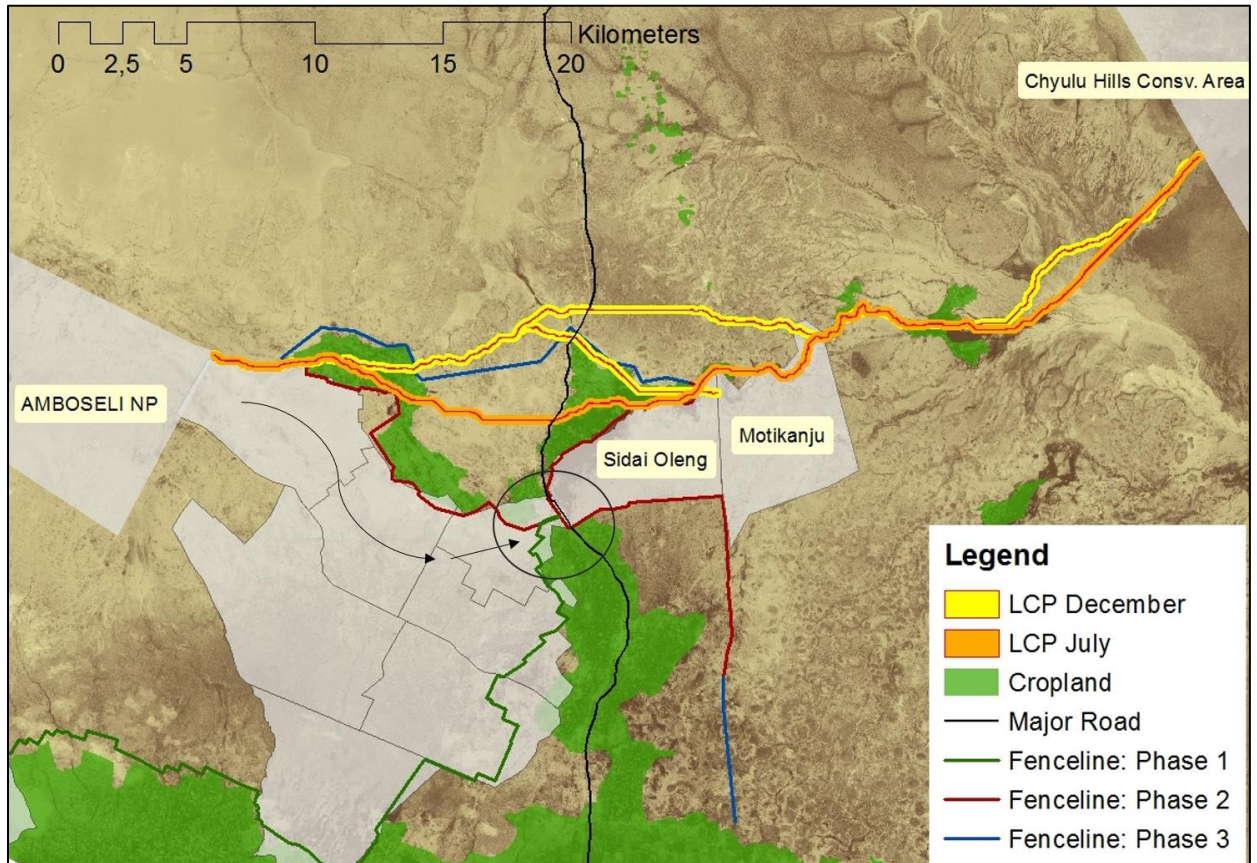 Kilometers
0 2,5 5 10 15 20
Chyulu Hills Consv. Area
AMBOSELI NP
Sidai Oleng
Motikanju
Legend
LCP December
LCP July
Cropland
Major Road
Fenceline: Phase 1
Fenceline: Phase 2
Fenceline: Phase 3